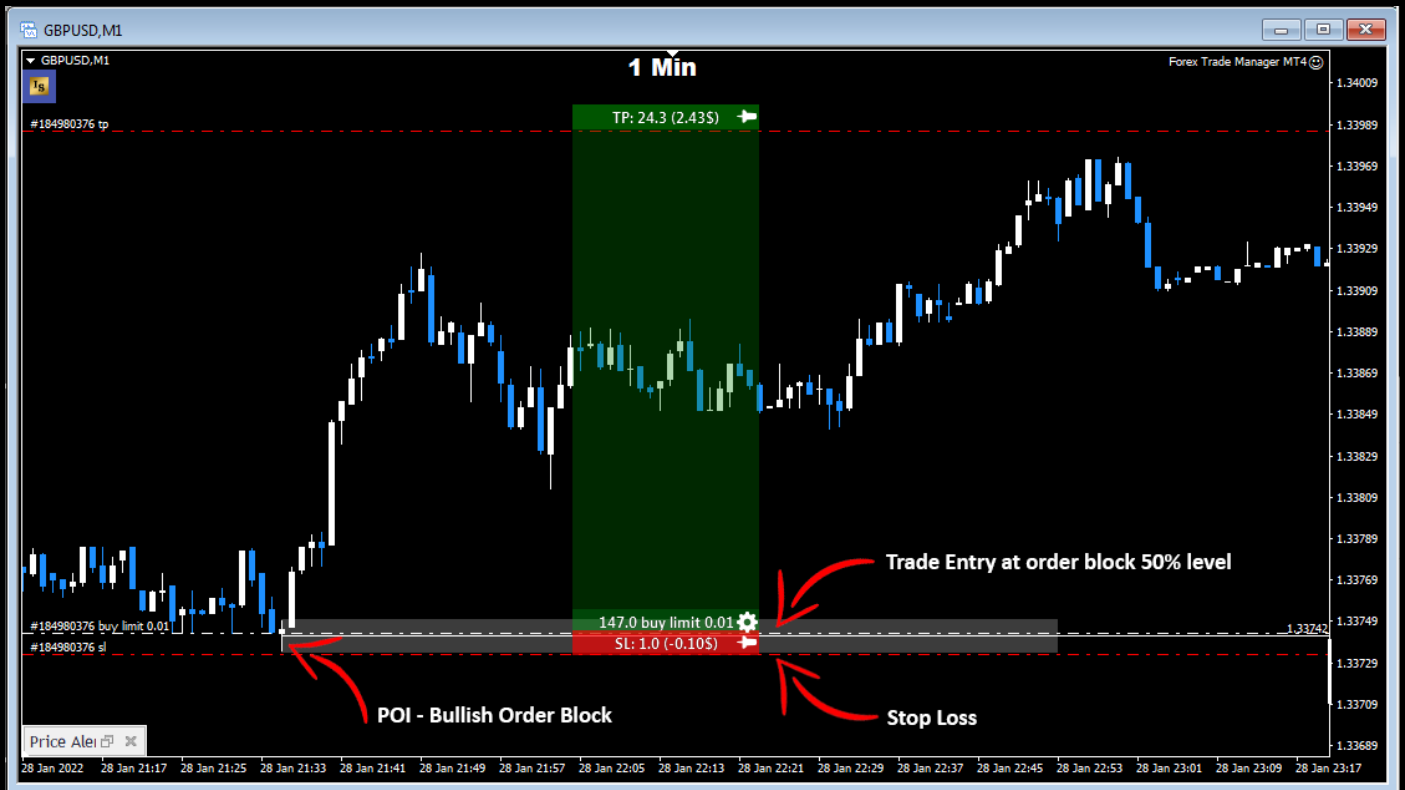 GBPUSD,M1
GBPUSD,M1
1 Min
Forex Trade Manager MT4
TS
1.34009
TP: 24.3 (2.43$)
#184980376 tp
1.33989
1.33969
1.33949
1.33929
1.33909
1.33889
1.33869
1.33849
1.33829
1.33809
1.33789
1.33769
Trade Entry at order block 50% level
#184980376 buy limit 0.01
147.0 buy limit 0.01
1.33749
1.33742
#184980376 sl
SL: 1.0 (-0.10$)
1.33729
POI - Bullish Order Block
Stop Loss
1.33709
Price Aler
1.33689
28 Jan 2022 28 Jan 21:17 28 Jan 21:25 28 Jan 21:33 28 Jan 21:41 28 Jan 21:49 28 Jan 21:57 28 Jan 22:05 28 Jan 22:13 28 Jan 22:21 28 Jan 22:29 28 Jan 22:37 28 Jan 22:45 28 Jan 22:53 28 Jan 23:01 28 Jan 23:09 28 Jan 23:17